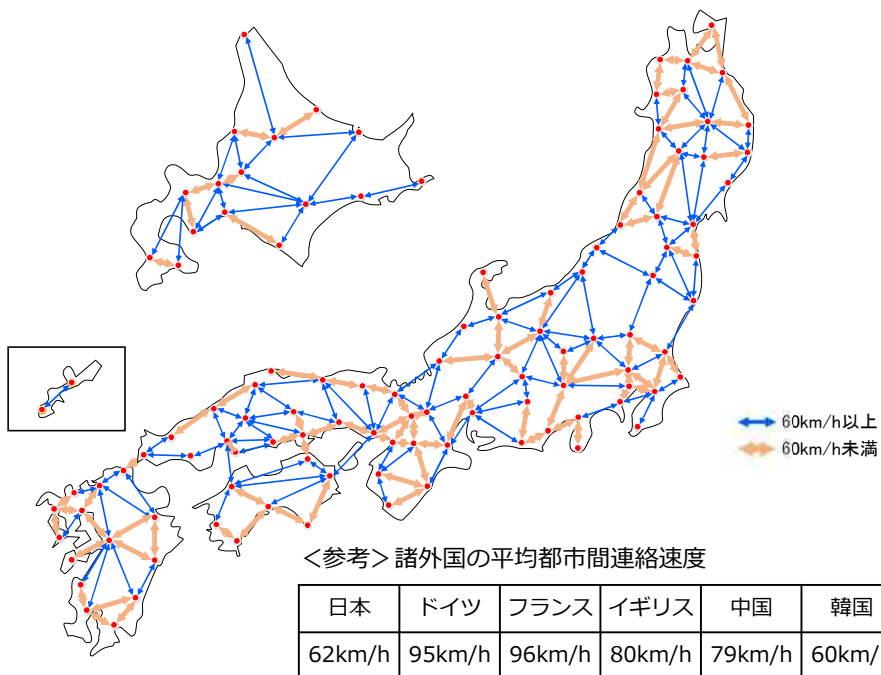 60km/h以上
60km/h未満
＜参考＞諸外国の平均都市間連絡速度
日本 ドイツ フランス イギリス 中国 韓国
62km/h 95km/h 96km/h 80km/h 79km/h 60km/